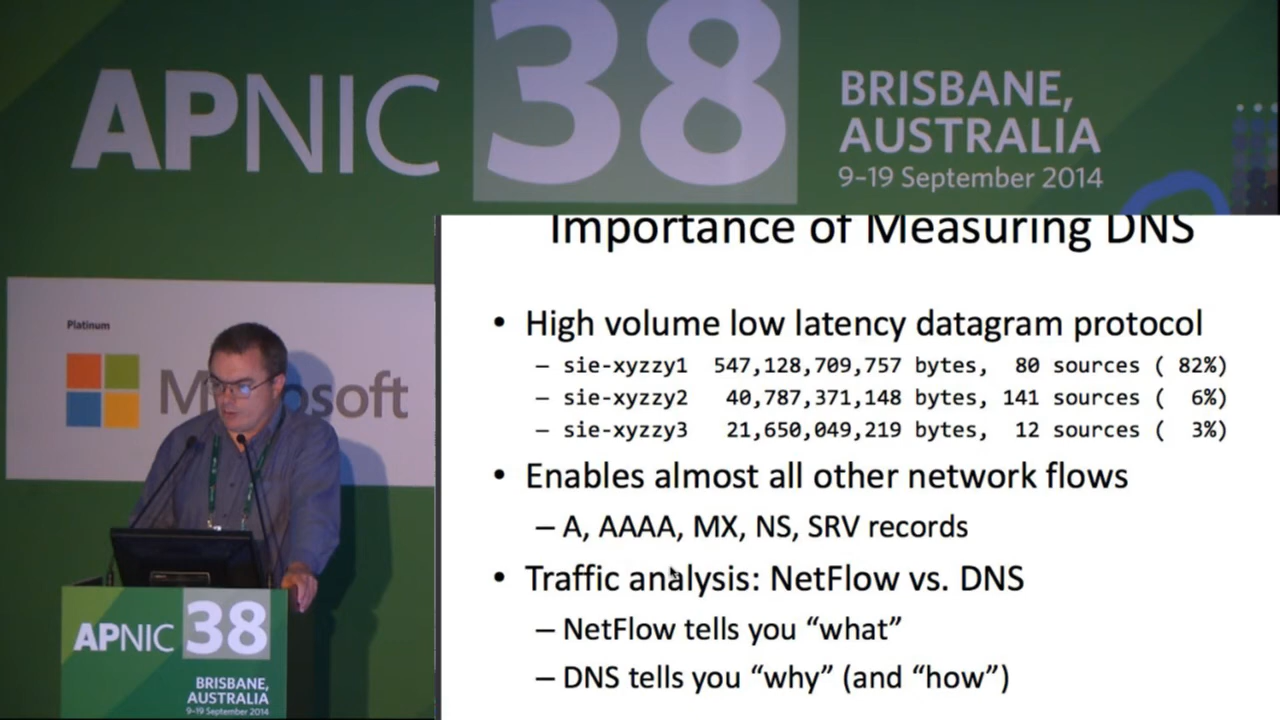 APNIC 38
BRISBANE,
AUSTRALIA
9–19 September 2014
Importance of Measuring DNS
Platinum
Microsoft
• High volume low latency datagram protocol
– sie-xyzzy1 547,128,709,757 bytes, 80 sources ( 82%)
– sie-xyzzy2 40,787,371,148 bytes, 141 sources ( 6%)
– sie-xyzzy3 21,650,049,219 bytes, 12 sources ( 3%)
• Enables almost all other network flows
– A, AAAA, MX, NS, SRV records
• Traffic analysis: NetFlow vs. DNS
– NetFlow tells you “what”
– DNS tells you “why” (and “how”)
APNIC 38
BRISBANE,
AUSTRALIA
9–19 September 2014